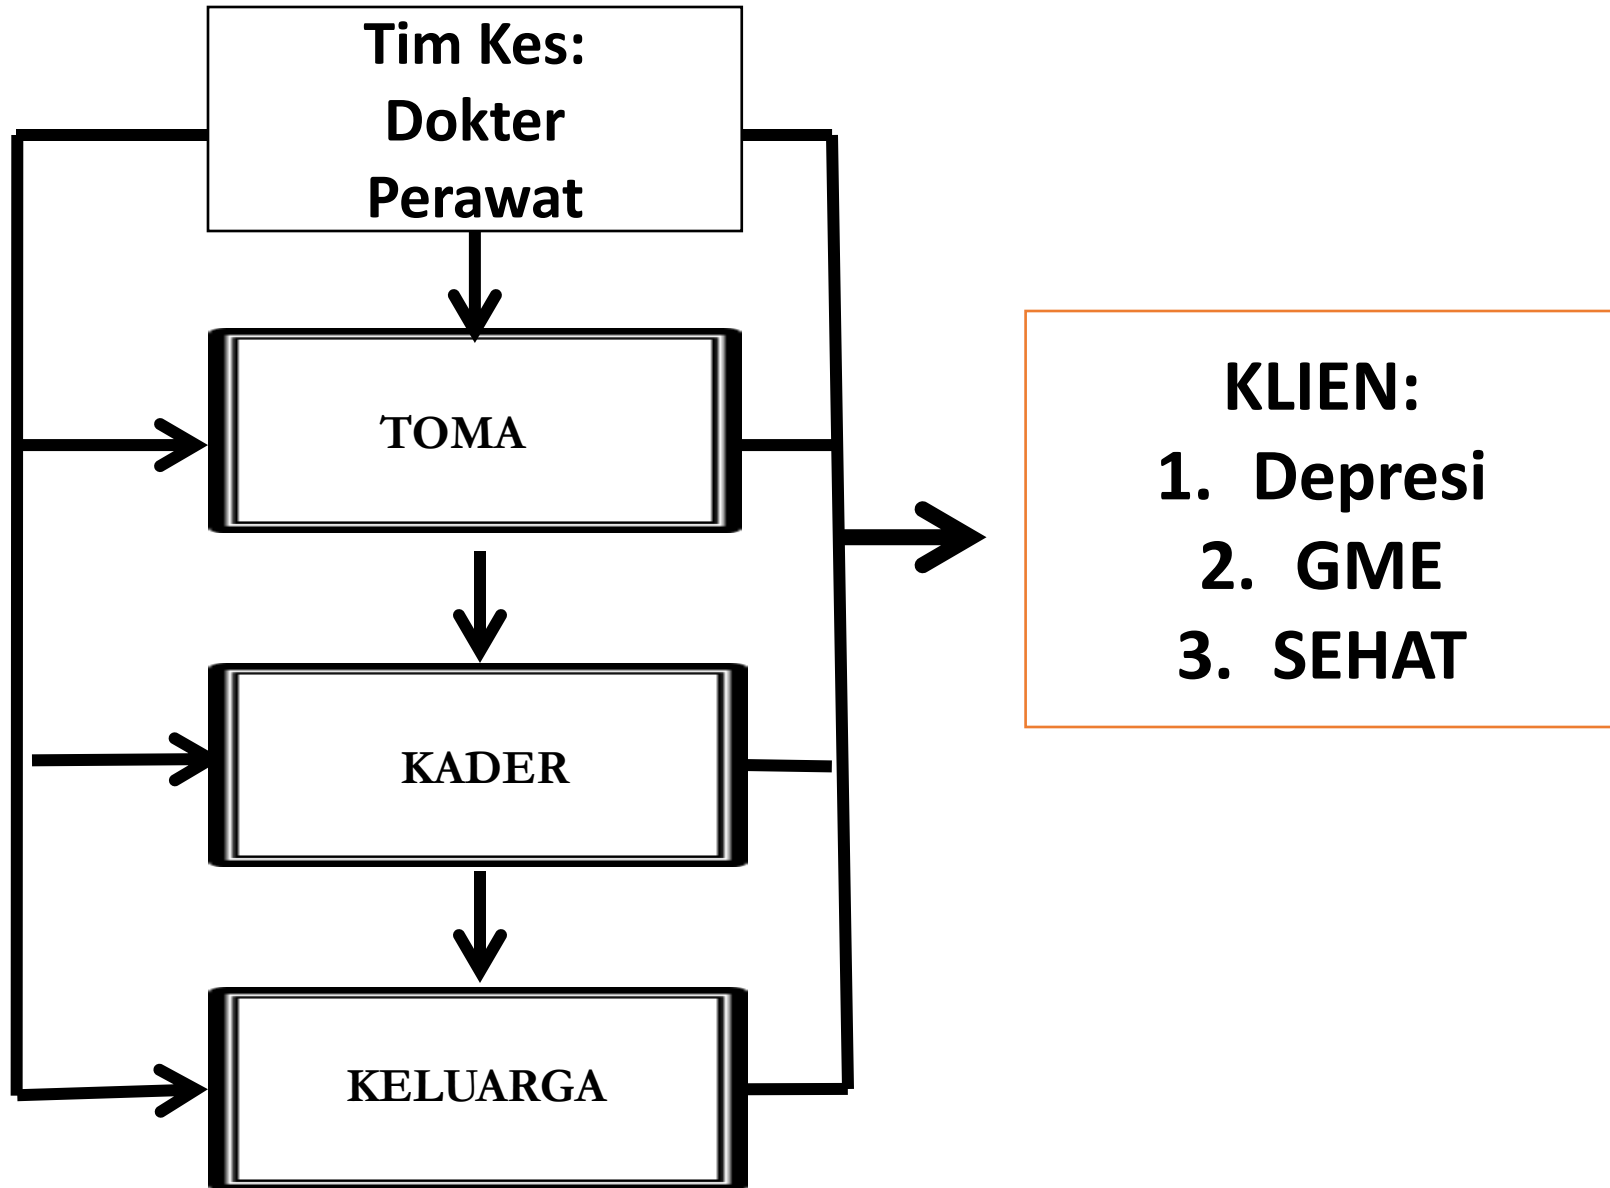 Tim Kes:
Dokter
Perawat
TOMA
KADER
KELUARGA
KLIEN:
1. Depresi
2. GME
3. SEHAT